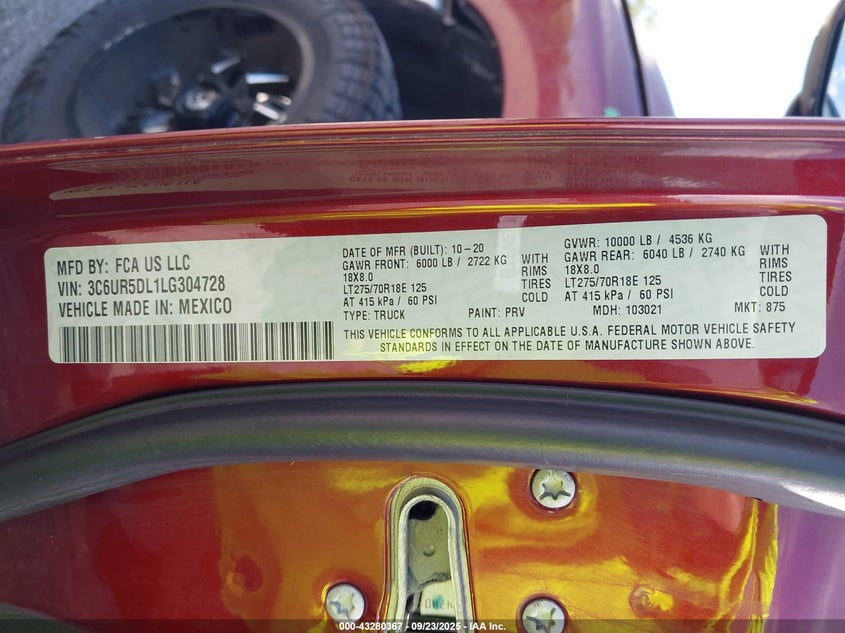 MFD BY: FCA US LLC
VIN: 3C6UR5DL1LG304728
VEHICLE MADE IN: MEXICO
DATE OF MFR (BUILT): 10-20
GAWR FRONT: 6000 LB / 2722 KG WITH
18X8.0 RIMS
LT275/70R18E 125 TIRES
AT 415 kPa / 60 PSI COLD
TYPE: TRUCK PAINT: PRV
GVWR: 10000 LB / 4536 KG
GAWR REAR: 6040 LB / 2740 KG WITH
18X8.0 RIMS
LT275/70R18E 125 TIRES
AT 415 kPa / 60 PSI COLD
MDH: 103021 MKT: 875
THIS VEHICLE CONFORMS TO ALL APPLICABLE U.S.A. FEDERAL MOTOR VEHICLE SAFETY
STANDARDS IN EFFECT ON THE DATE OF MANUFACTURE SHOWN ABOVE.
000-43280367 - 09/23/2025 - IAA Inc.